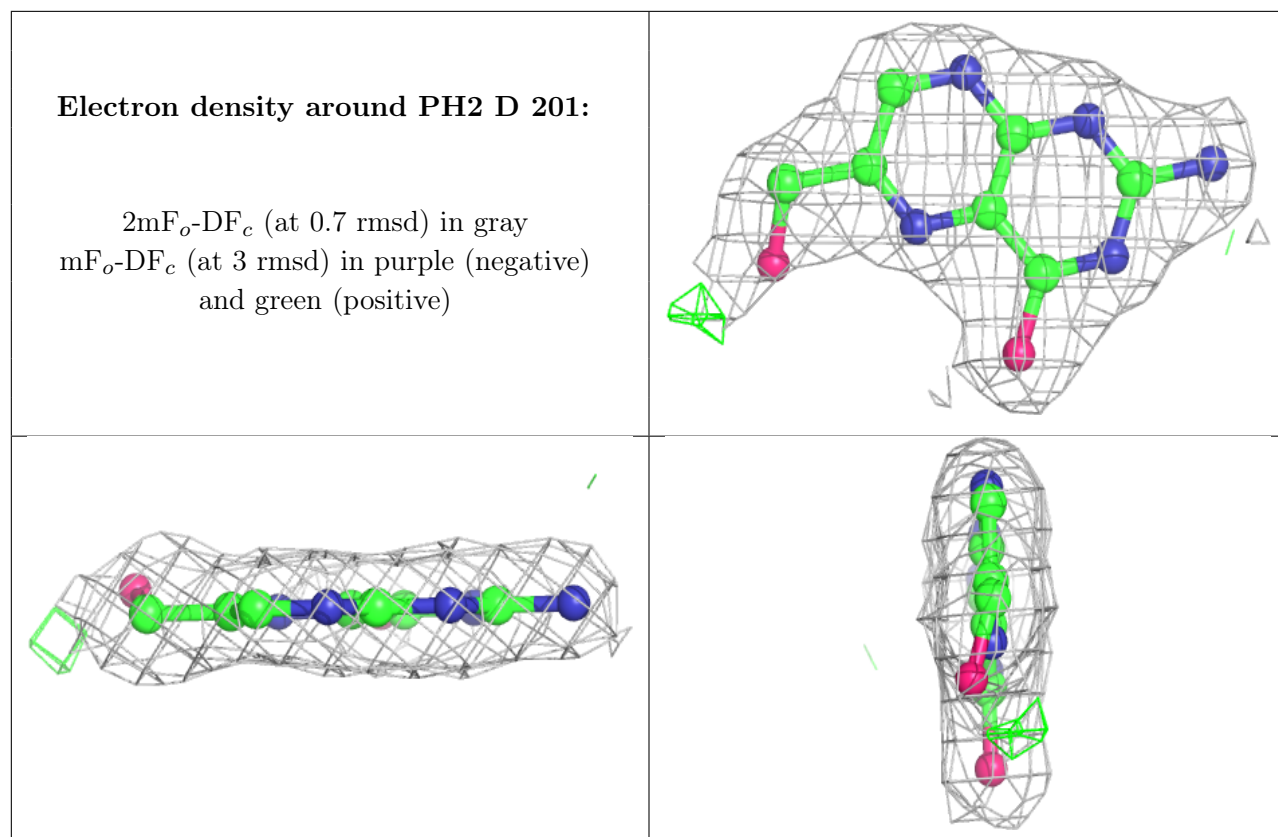 Electron density around PH2 D 201:
2mFo-DFc (at 0.7 rmsd) in gray
mFo-DFc (at 3 rmsd) in purple (negative)
and green (positive)